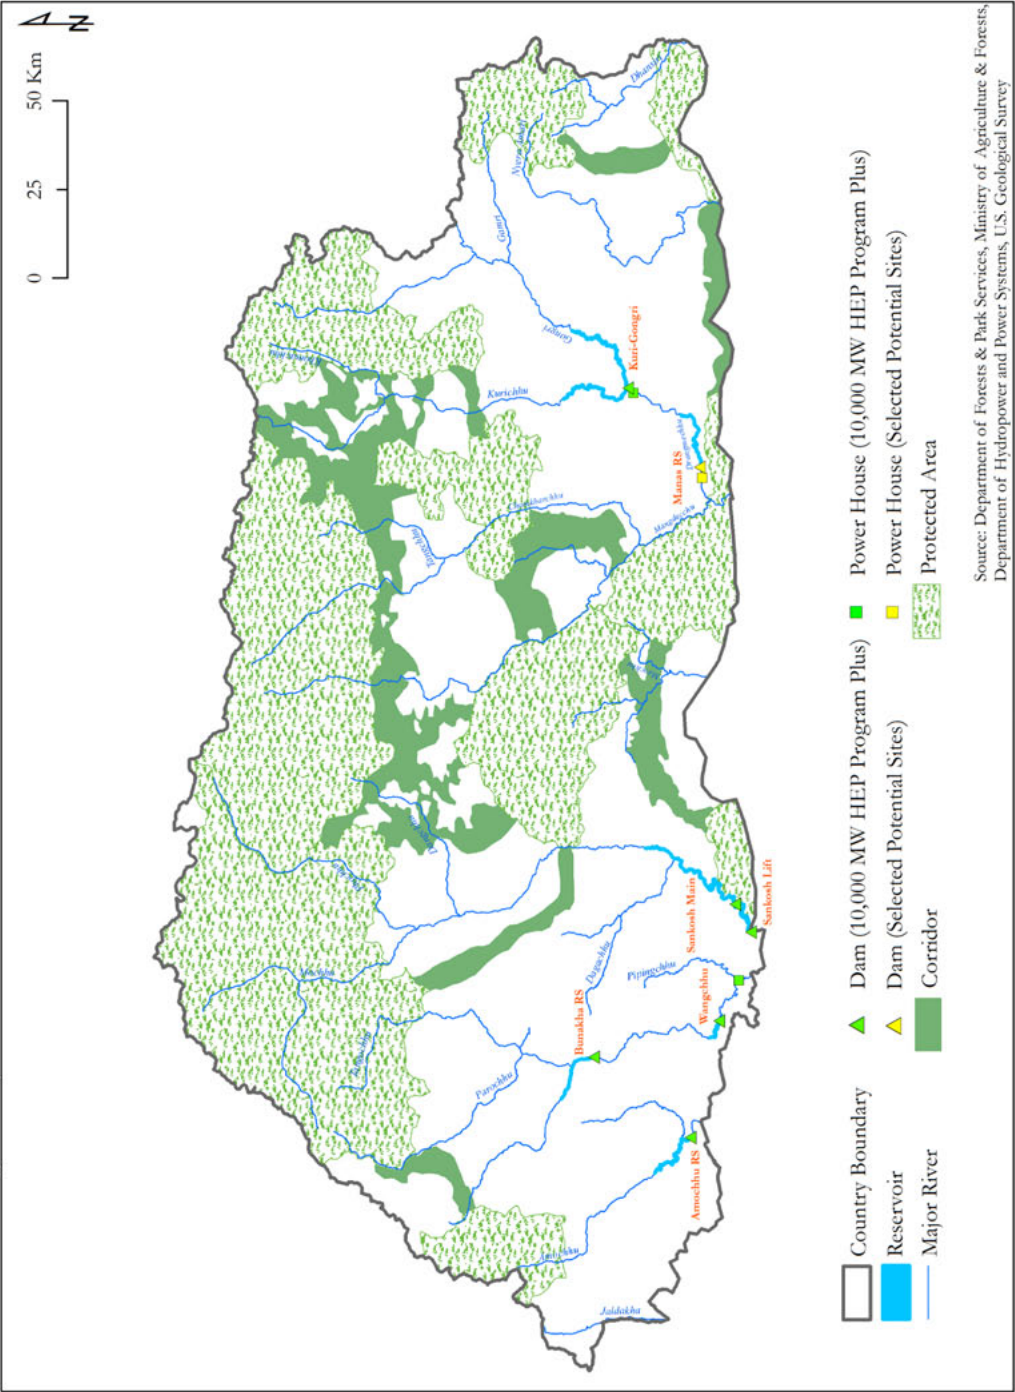 N
0 25 50 Km
Dhansiri
Gamri
Gongri
Kuri-Gongri
Kurichhu
Drangmechhu
Manas RS
Chamkharchhu
Mangdechhu
Sankosh Main
Sankosh Lift
Dagachhu
Pipingchhu
Wangchhu
Bunakha RS
Parochhu
Amochhu RS
Jaldakha
Country Boundary
Reservoir
Major River
Dam (10,000 MW HEP Program Plus)
Dam (Selected Potential Sites)
Corridor
Power House (10,000 MW HEP Program Plus)
Power House (Selected Potential Sites)
Protected Area
Source: Department of Forests & Park Services, Ministry of Agriculture & Forests,
Department of Hydropower and Power Systems, U.S. Geological Survey